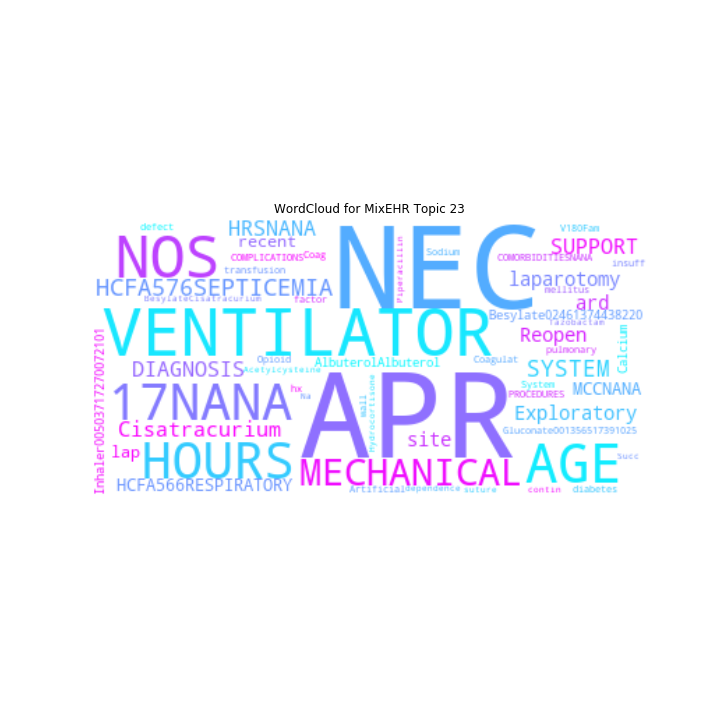 WordCloud for MixEHR Topic 23
defect
HRSNANA
NEC
V180Fam
NOS
recent
Piperacillin
Sodium
SUPPORT
COMPLICATIONS
Coag
COMORBIDITIESNANA
insuff
transfusion
laparotomy
HCFA576SEPTICEMIA
mellitus
BesylateCisatracurium
factor
ard
VENTILATOR
Besylate02461374438220
Tazobactam
Reopen
Calcium
Inhaler00503717270072101
pulmonary
DIAGNOSIS
Opioid
AlbuterolAlbuterol
Coagulat
SYSTEM
Acetylcysteine
APR
System
MCCNANA
17NANA
hx
Na
Hydrocortisone
PROCEDURES
Exploratory
Cisatracurium
site
Gluconate001356517391025
lap
HOURS
MECHANICAL
AGE
Succ
HCFA566RESPIRATORY
Artificial
dependence
suture
contin
diabetes